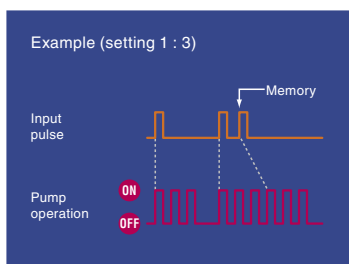 Example (setting 1 : 3)
Memory
Input
pulse
Pump
operation
ON
OFF